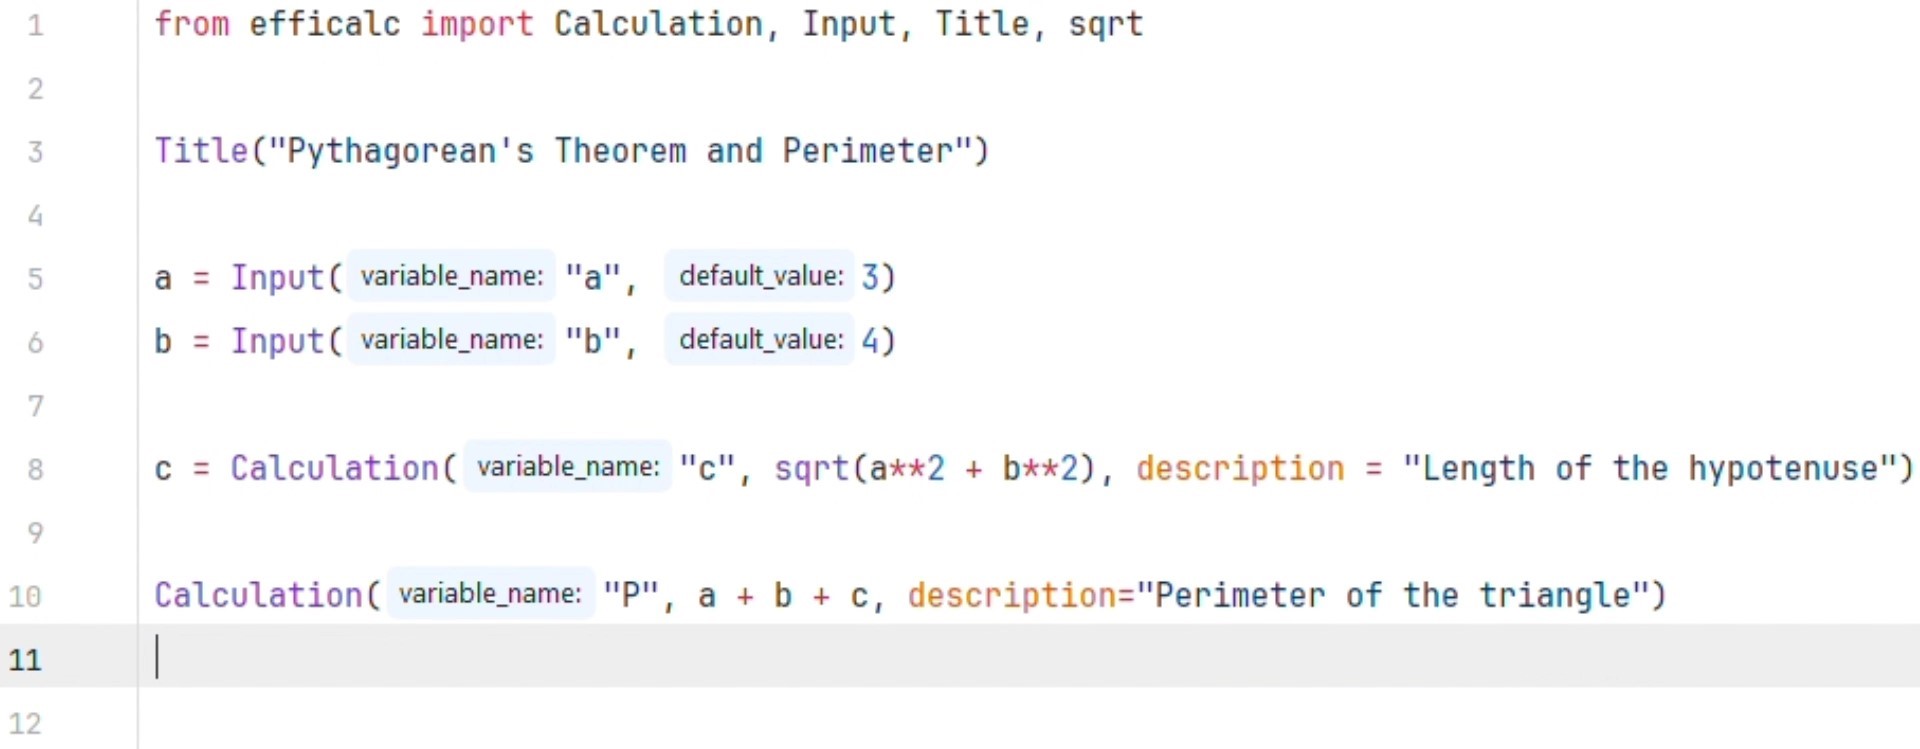 1 from efficalc import Calculation, Input, Title, sqrt
2
3 Title("Pythagorean's Theorem and Perimeter")
4
5 a = Input( variable_name: "a", default_value: 3)
6 b = Input( variable_name: "b", default_value: 4)
7
8 c = Calculation( variable_name: "c", sqrt(a**2 + b**2), description = "Length of the hypotenuse")
9
10 Calculation( variable_name: "P", a + b + c, description="Perimeter of the triangle")
11
12